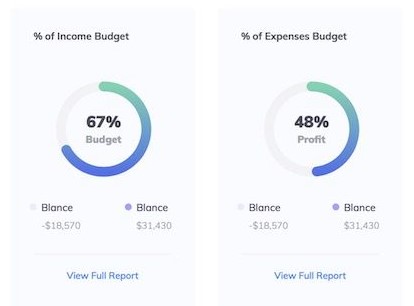 % of Income Budget
67%
Budget
Blance
Blance
-$18,570
$31,430
View Full Report
% of Expenses Budget
48%
Profit
Blance
Blance
-$18,570
$31,430
View Full Report